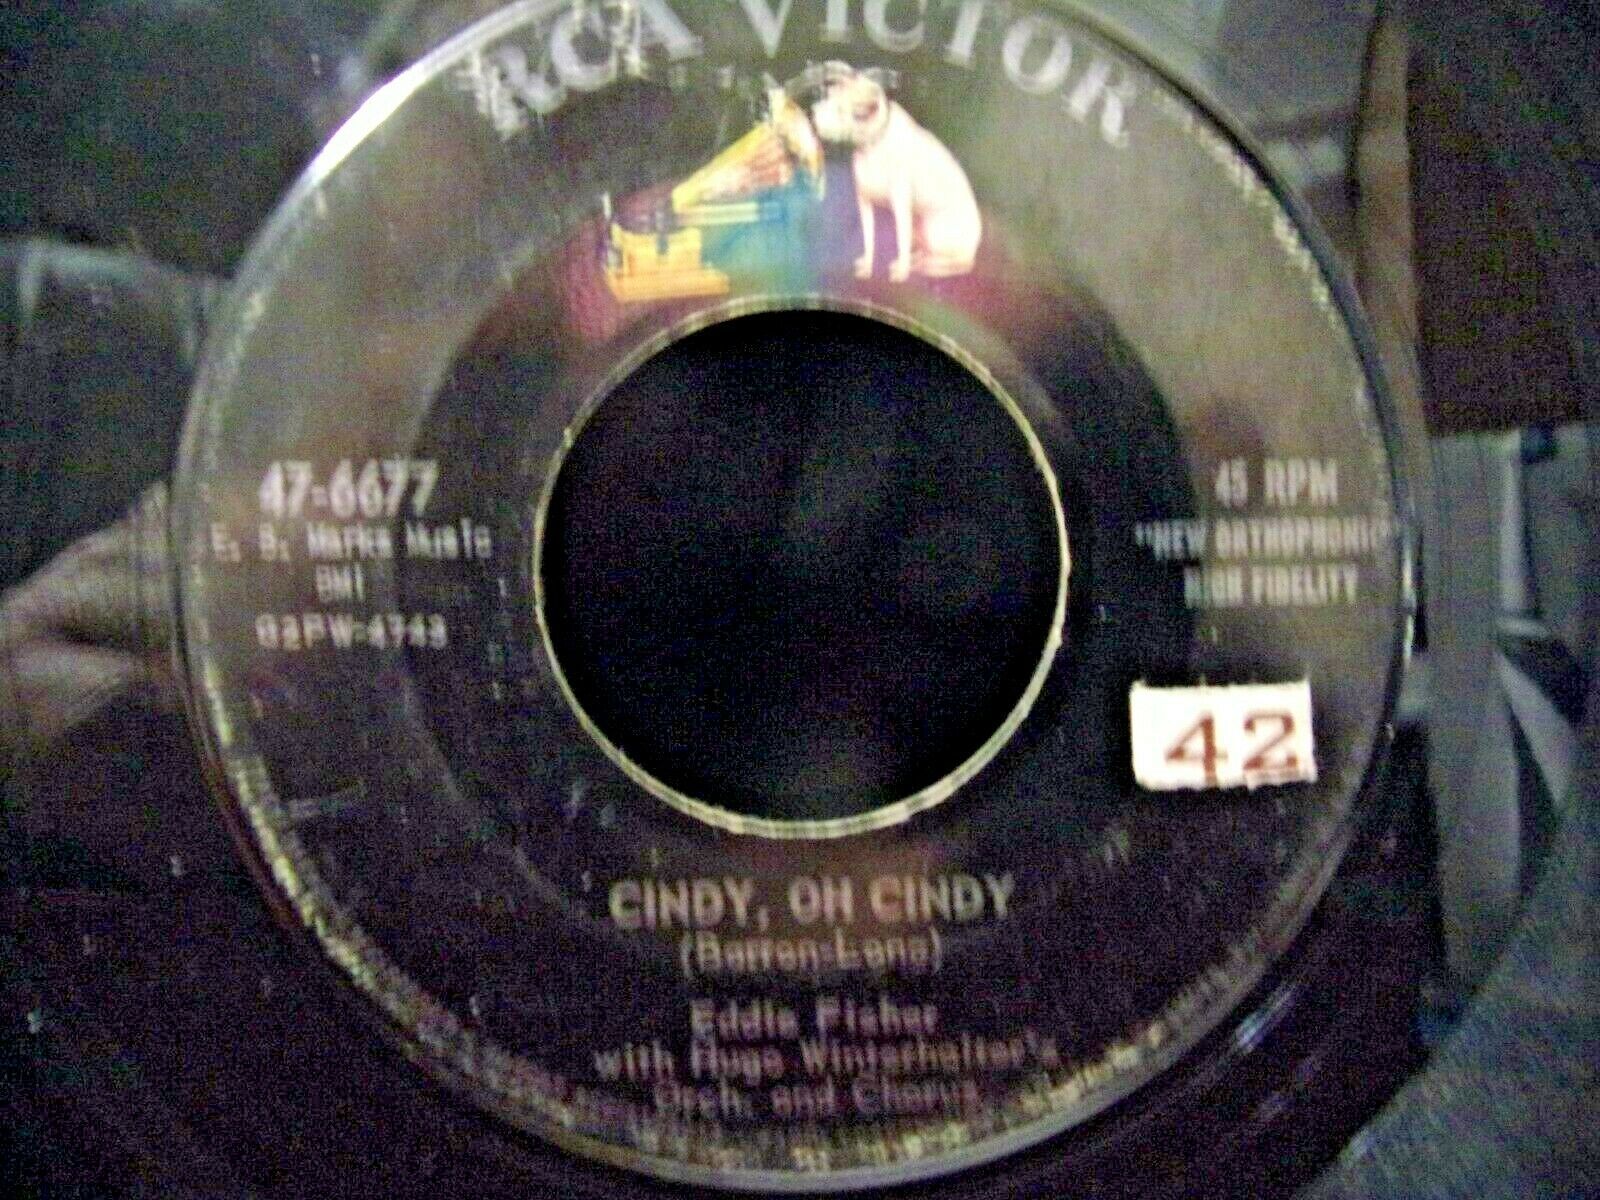 RCA VICTOR
47-6677
E. B. Marks Music
BMI
G2PW-4743
45 RPM
"NEW ORTHOPHONIC"
HIGH FIDELITY
42
CINDY, OH CINDY
(Barron-Long)
Eddie Fisher
with Hugo Winterhalter's
Orch. and Chorus